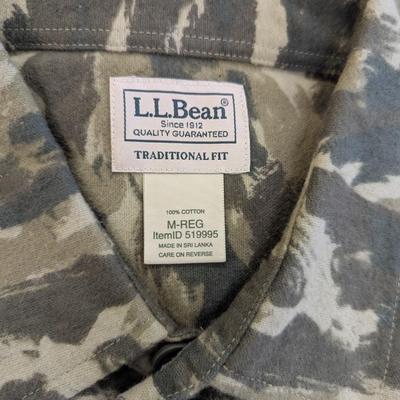 L.L.Bean®
Since 1912
QUALITY GUARANTEED
TRADITIONAL FIT
100% COTTON
M-REG
ItemID 519995
MADE IN SRI LANKA
CARE ON REVERSE